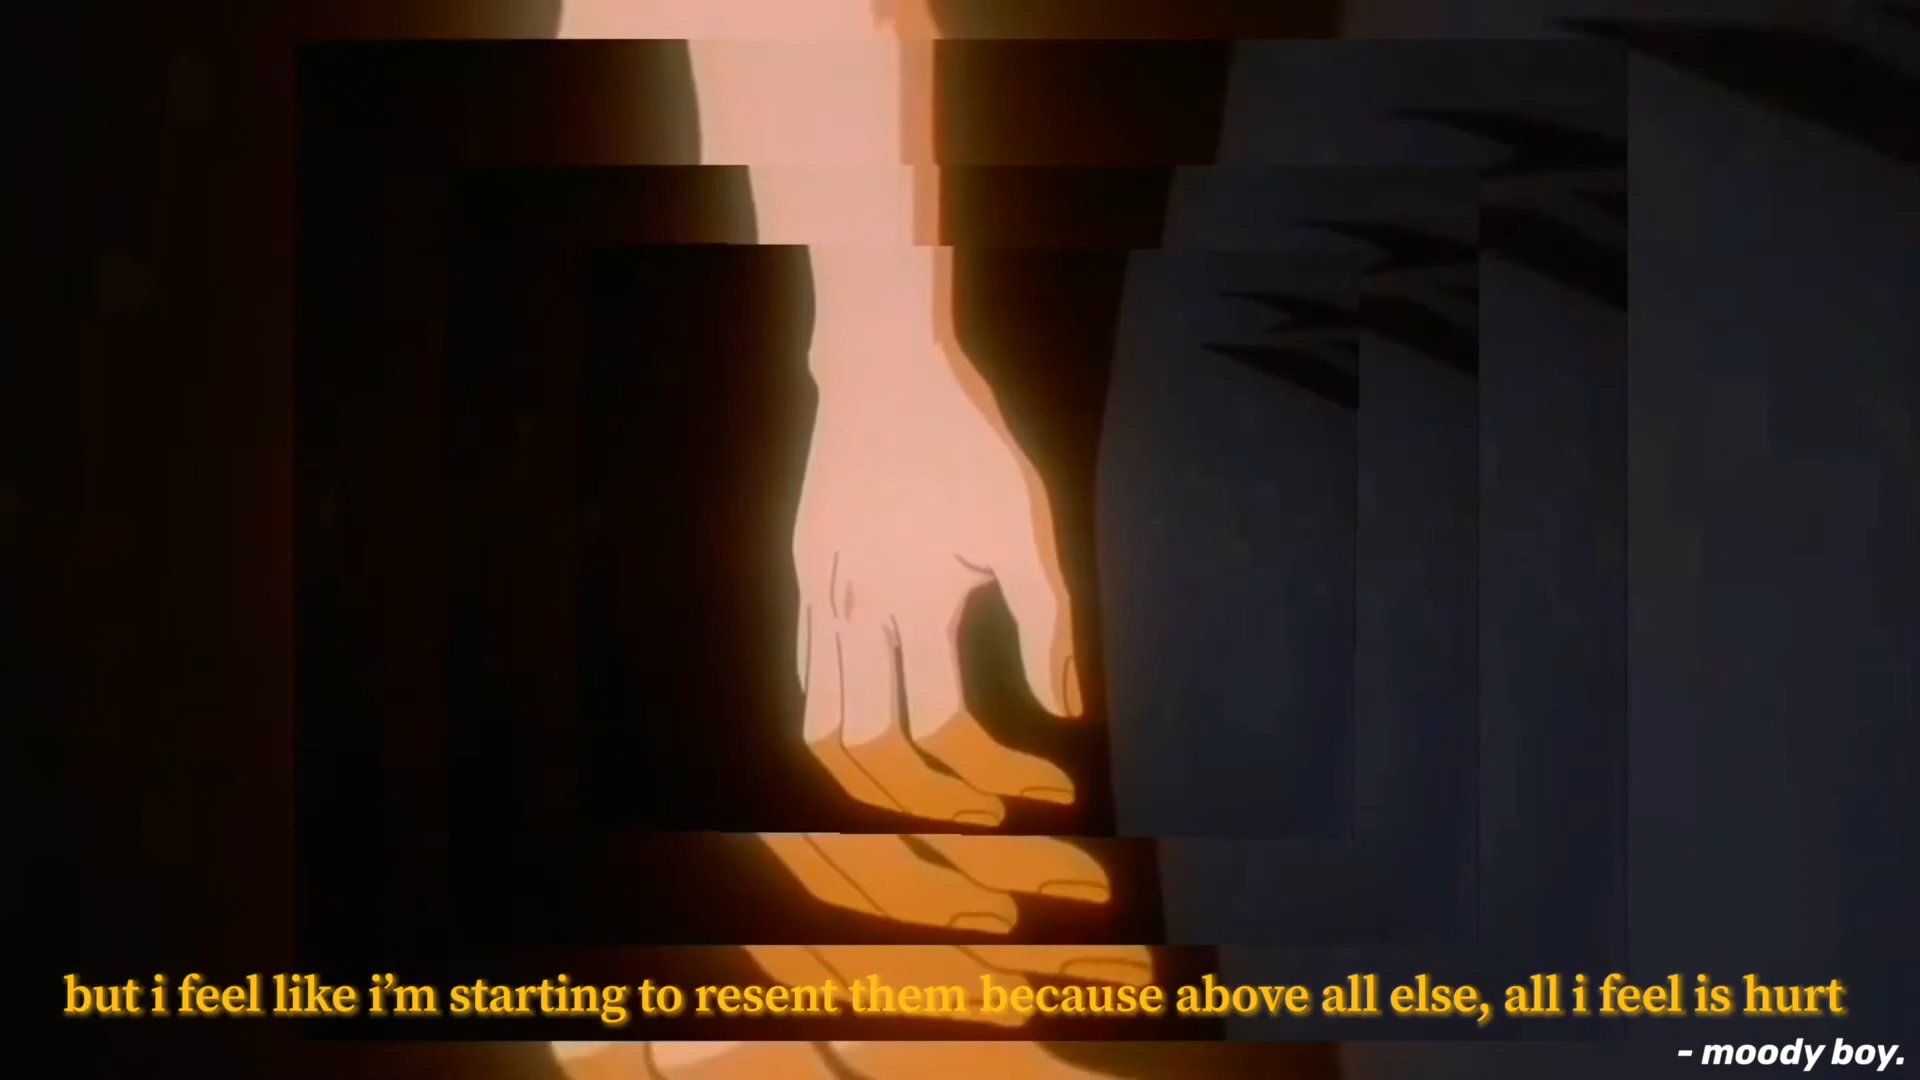 but i feel like i’m starting to resent them because above all else, all i feel is hurt
- moody boy.